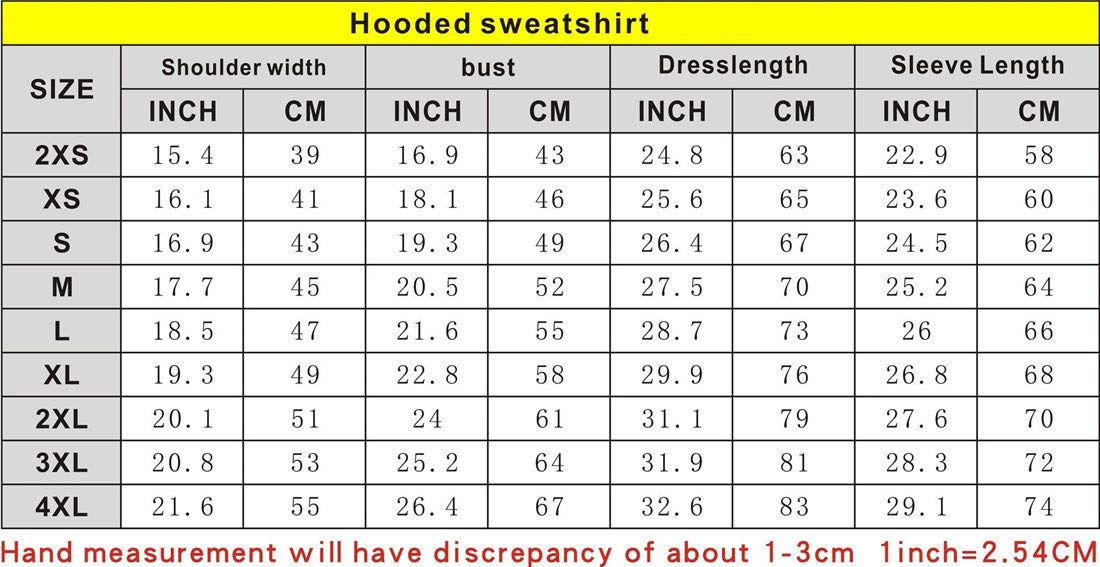 Hooded sweatshirt
SIZE Shoulder width bust Dresslength Sleeve Length
INCH CM INCH CM INCH CM INCH CM
2XS 15.4 39 16.9 43 24.8 63 22.9 58
XS 16.1 41 18.1 46 25.6 65 23.6 60
S 16.9 43 19.3 49 26.4 67 24.5 62
M 17.7 45 20.5 52 27.5 70 25.2 64
L 18.5 47 21.6 55 28.7 73 26 66
XL 19.3 49 22.8 58 29.9 76 26.8 68
2XL 20.1 51 24 61 31.1 79 27.6 70
3XL 20.8 53 25.2 64 31.9 81 28.3 72
4XL 21.6 55 26.4 67 32.6 83 29.1 74
Hand measurement will have discrepancy of about 1-3cm 1inch=2.54CM